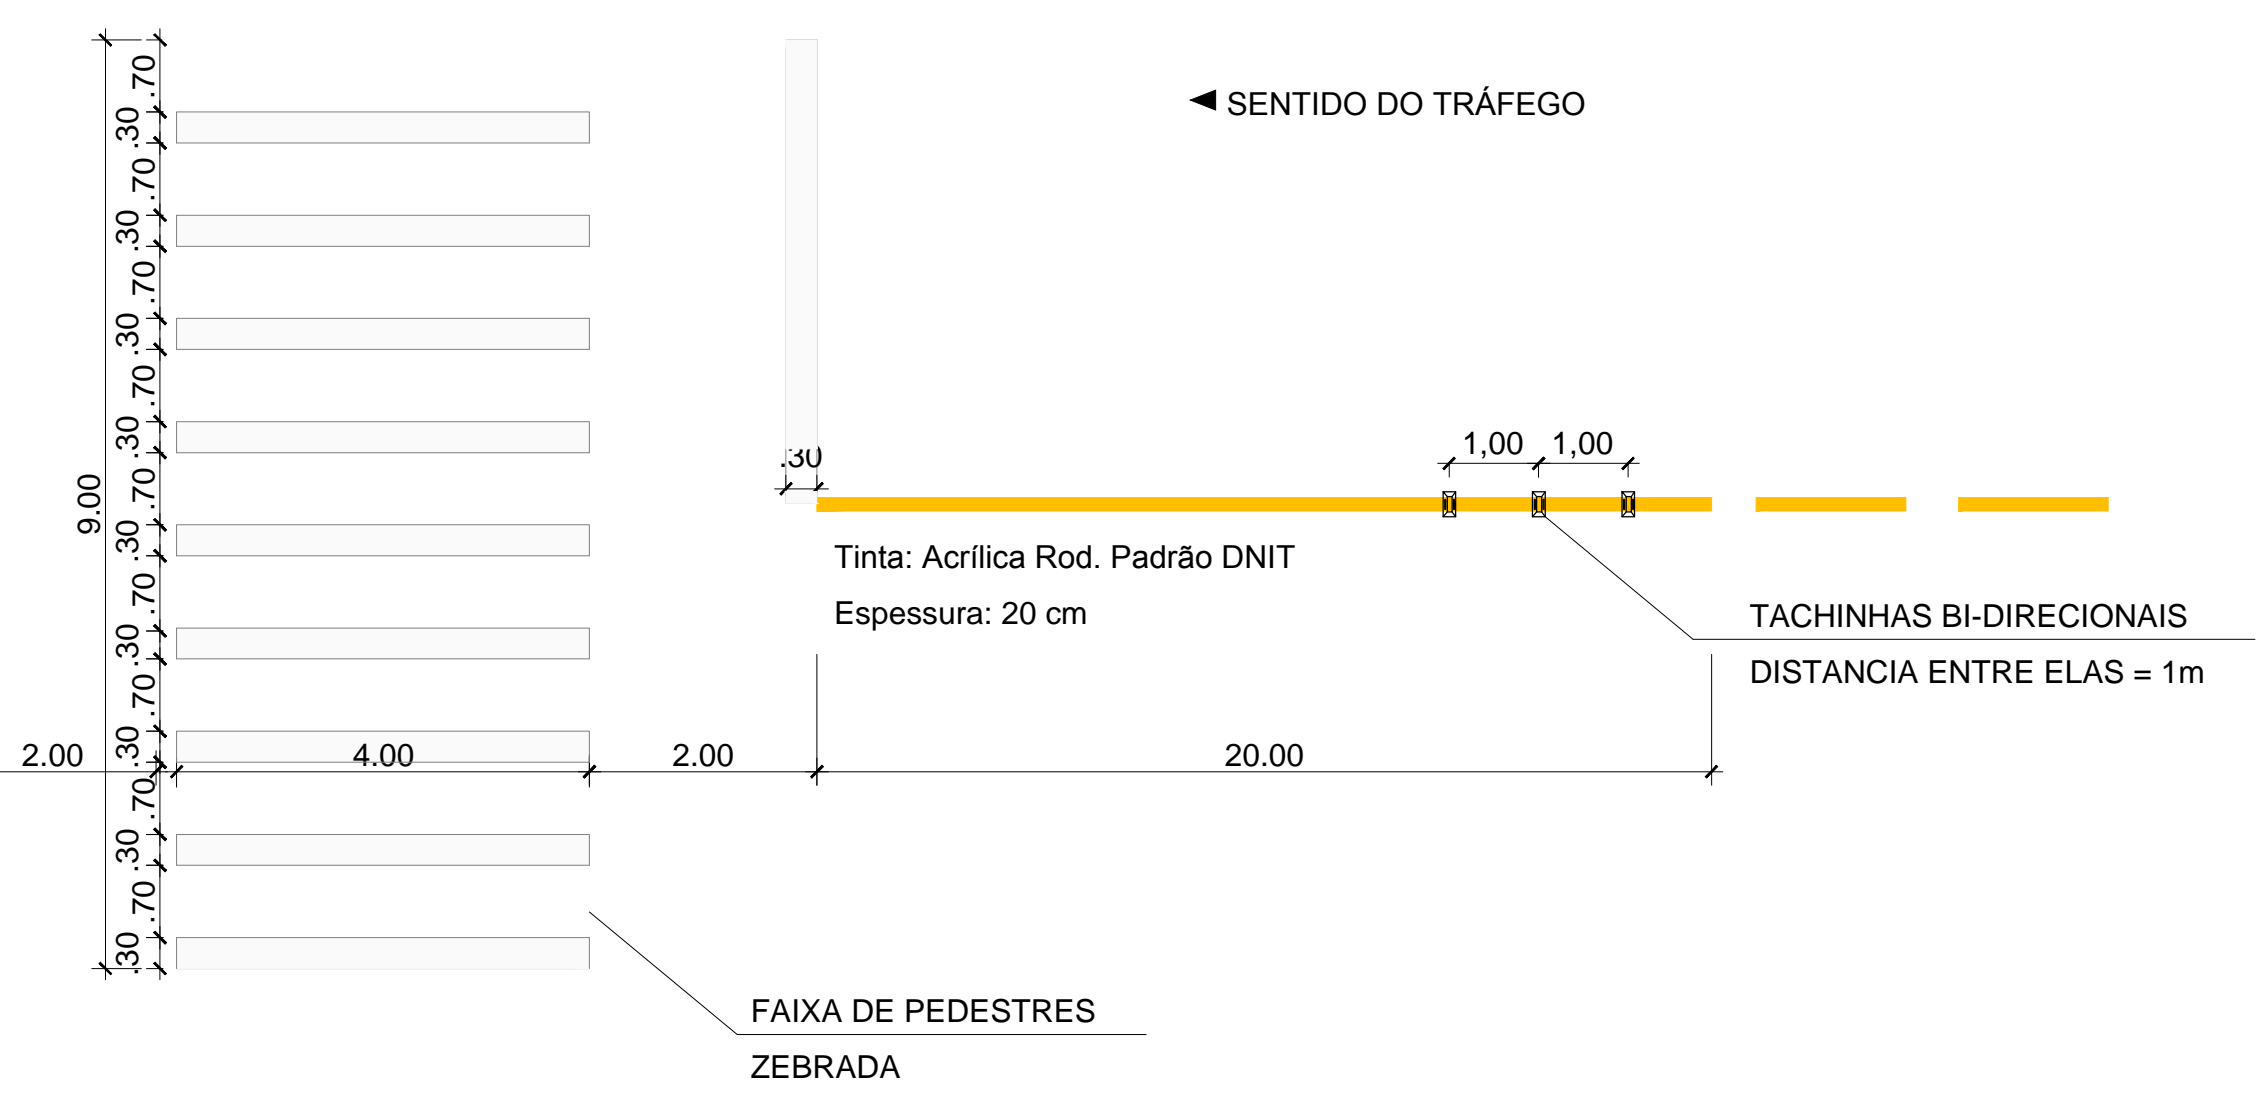 SENTIDO DO TRÁFEGO
.70
.30
.70
.30
.70
.30
.70
.30
.70
.30
.70
.30
.70
.30
.70
.30
.70
.30
9.00
.30
1,00 1,00
Tinta: Acrílica Rod. Padrão DNIT
Espessura: 20 cm
TACHINHAS BI-DIRECIONAIS
DISTANCIA ENTRE ELAS = 1m
2.00 4.00 2.00 20.00
FAIXA DE PEDESTRES
ZEBRADA